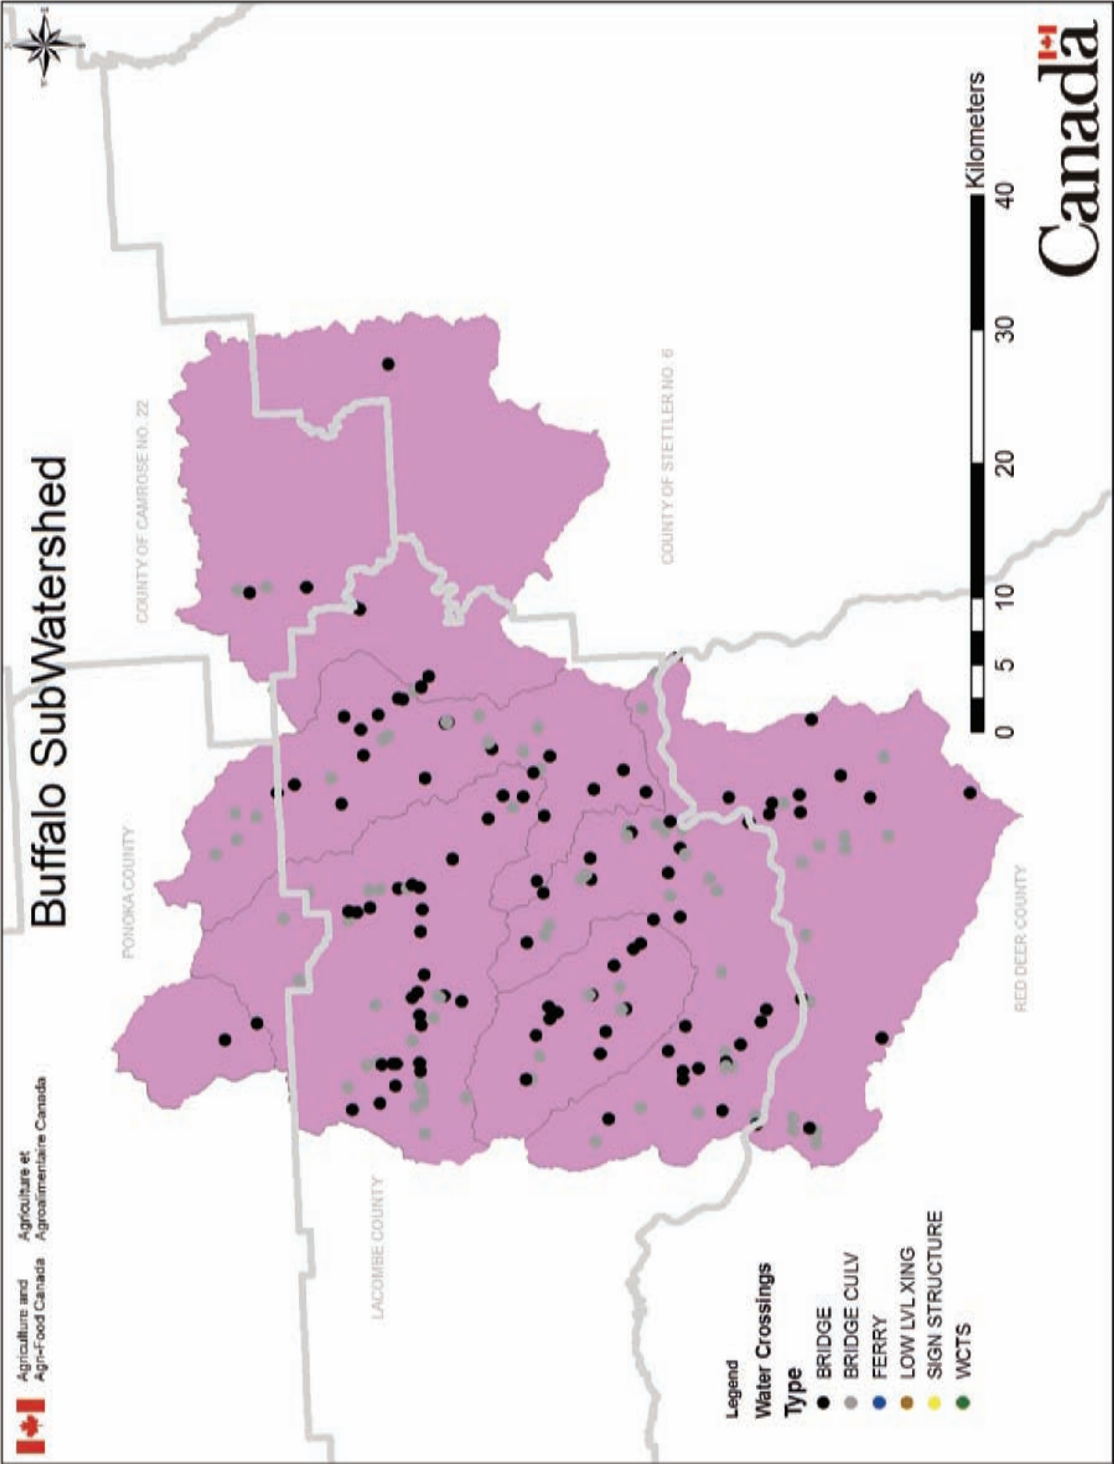 Agriculture and
Agri-Food Canada
Agriculture et
Agroalimentaire Canada
Buffalo SubWatershed
PONOKA COUNTY
COUNTY OF CAMROSE NO. 22
LACOMBE COUNTY
COUNTY OF STETTLER NO. 6
RED DEER COUNTY
Legend
Water Crossings
Type
BRIDGE
BRIDGE CULV
FERRY
LOW LVL XING
SIGN STRUCTURE
WCTS
Kilometers
0 5 10 20 30 40
Canada